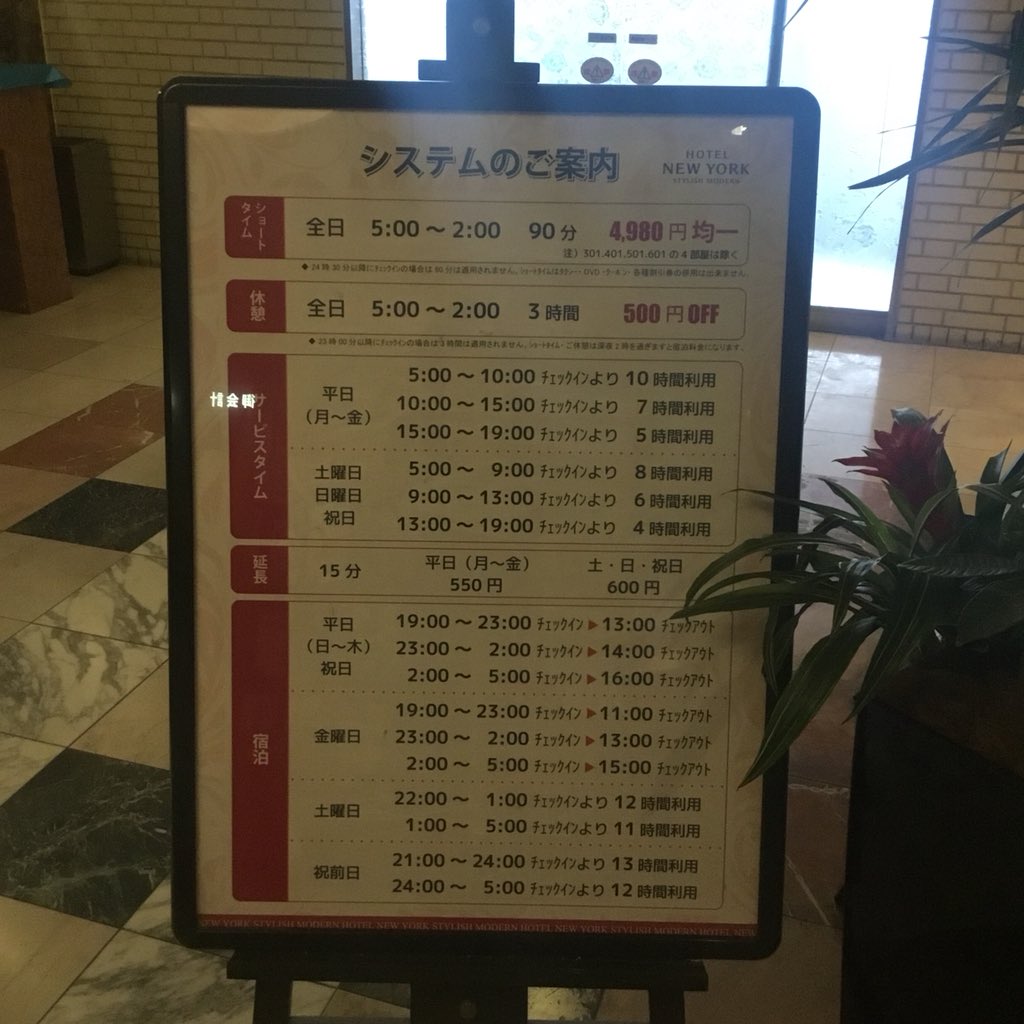 システムのご案内
HOTEL
NEW YORK
STYLISH MODERN
ショートタイム
全日 5:00 〜 2:00 90分 4,980円均一
注）301.401.501.601 の 4 部屋は除く
休憩
全日 5:00 〜 2:00 3時間 500円OFF
サービスタイム
平日
（月〜金）
5:00 〜 10:00 ﾁｪｯｸｲﾝより 10 時間利用
10:00 〜 15:00 ﾁｪｯｸｲﾝより 7 時間利用
15:00 〜 19:00 ﾁｪｯｸｲﾝより 5 時間利用
土曜日
日曜日
祝日
5:00 〜 9:00 ﾁｪｯｸｲﾝより 8 時間利用
9:00 〜 13:00 ﾁｪｯｸｲﾝより 6 時間利用
13:00 〜 19:00 ﾁｪｯｸｲﾝより 4 時間利用
延長
15分
平日（月〜金）
550円
土・日・祝日
600円
宿泊
平日
（日〜木）
祝日
19:00 〜 23:00 ﾁｪｯｸｲﾝ ▶ 13:00 ﾁｪｯｸｱｳﾄ
23:00 〜 2:00 ﾁｪｯｸｲﾝ ▶ 14:00 ﾁｪｯｸｱｳﾄ
2:00 〜 5:00 ﾁｪｯｸｲﾝ ▶ 16:00 ﾁｪｯｸｱｳﾄ
金曜日
19:00 〜 23:00 ﾁｪｯｸｲﾝ ▶ 11:00 ﾁｪｯｸｱｳﾄ
23:00 〜 2:00 ﾁｪｯｸｲﾝ ▶ 13:00 ﾁｪｯｸｱｳﾄ
2:00 〜 5:00 ﾁｪｯｸｲﾝ ▶ 15:00 ﾁｪｯｸｱｳﾄ
土曜日
22:00 〜 1:00 ﾁｪｯｸｲﾝより 12 時間利用
1:00 〜 5:00 ﾁｪｯｸｲﾝより 11 時間利用
祝前日
21:00 〜 24:00 ﾁｪｯｸｲﾝより 13 時間利用
24:00 〜 5:00 ﾁｪｯｸｲﾝより 12 時間利用
NEW YORK STYLISH MODERN HOTEL NEW YORK STYLISH MODERN HOTEL NEW YORK STYLISH MODERN HOTEL NEW